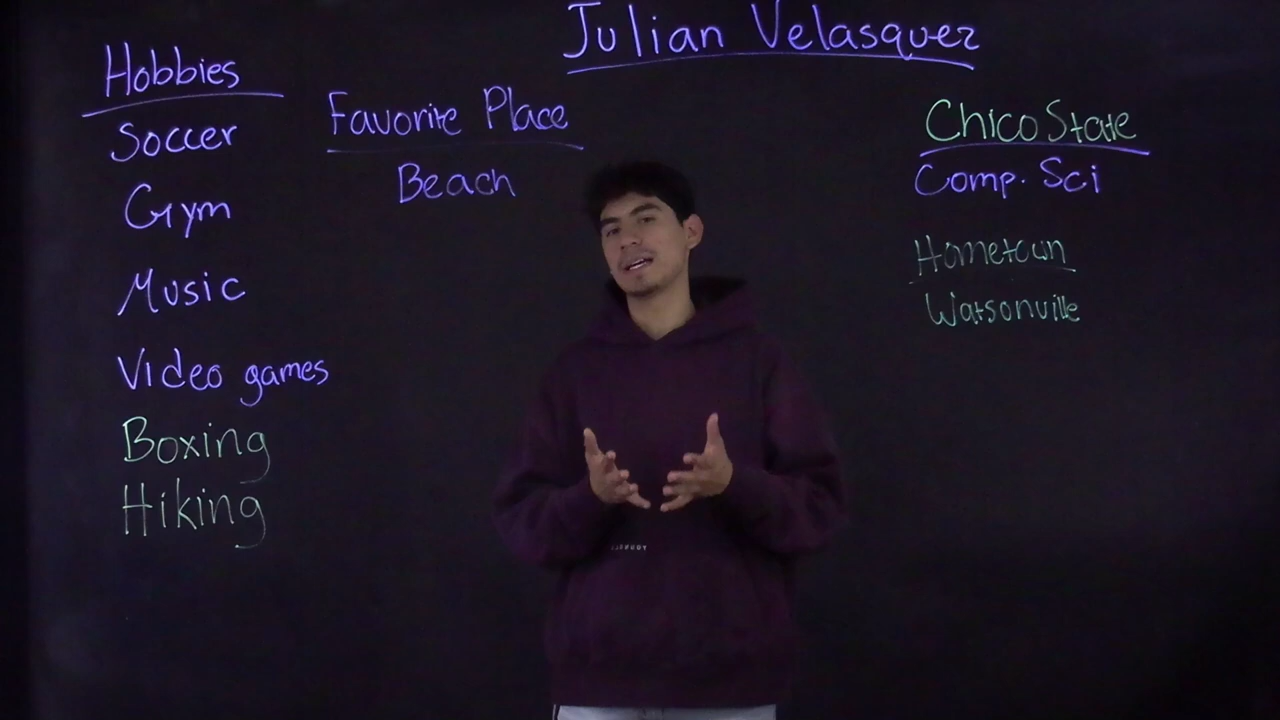 Julian Velasquez
Hobbies
Soccer
Gym
Music
Video games
Boxing
Hiking
Favorite Place
Beach
Chico State
Comp. Sci
Hometown
Watsonville